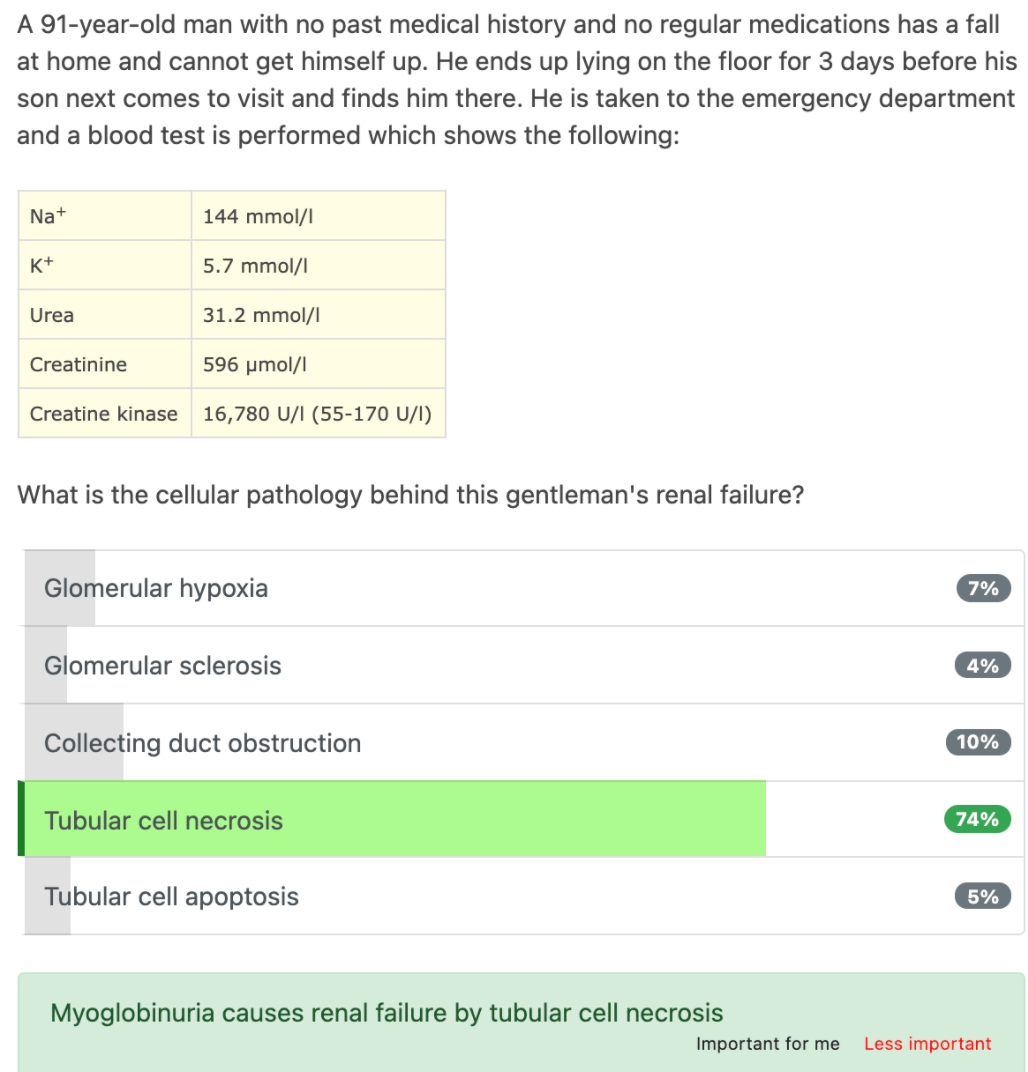 A 91-year-old man with no past medical history and no regular medications has a fall
at home and cannot get himself up. He ends up lying on the floor for 3 days before his
son next comes to visit and finds him there. He is taken to the emergency department
and a blood test is performed which shows the following:
Na⁺ 144 mmol/l
K⁺ 5.7 mmol/l
Urea 31.2 mmol/l
Creatinine 596 µmol/l
Creatine kinase 16,780 U/l (55-170 U/l)
What is the cellular pathology behind this gentleman's renal failure?
Glomerular hypoxia 7%
Glomerular sclerosis 4%
Collecting duct obstruction 10%
Tubular cell necrosis 74%
Tubular cell apoptosis 5%
Myoglobinuria causes renal failure by tubular cell necrosis
Important for me Less important